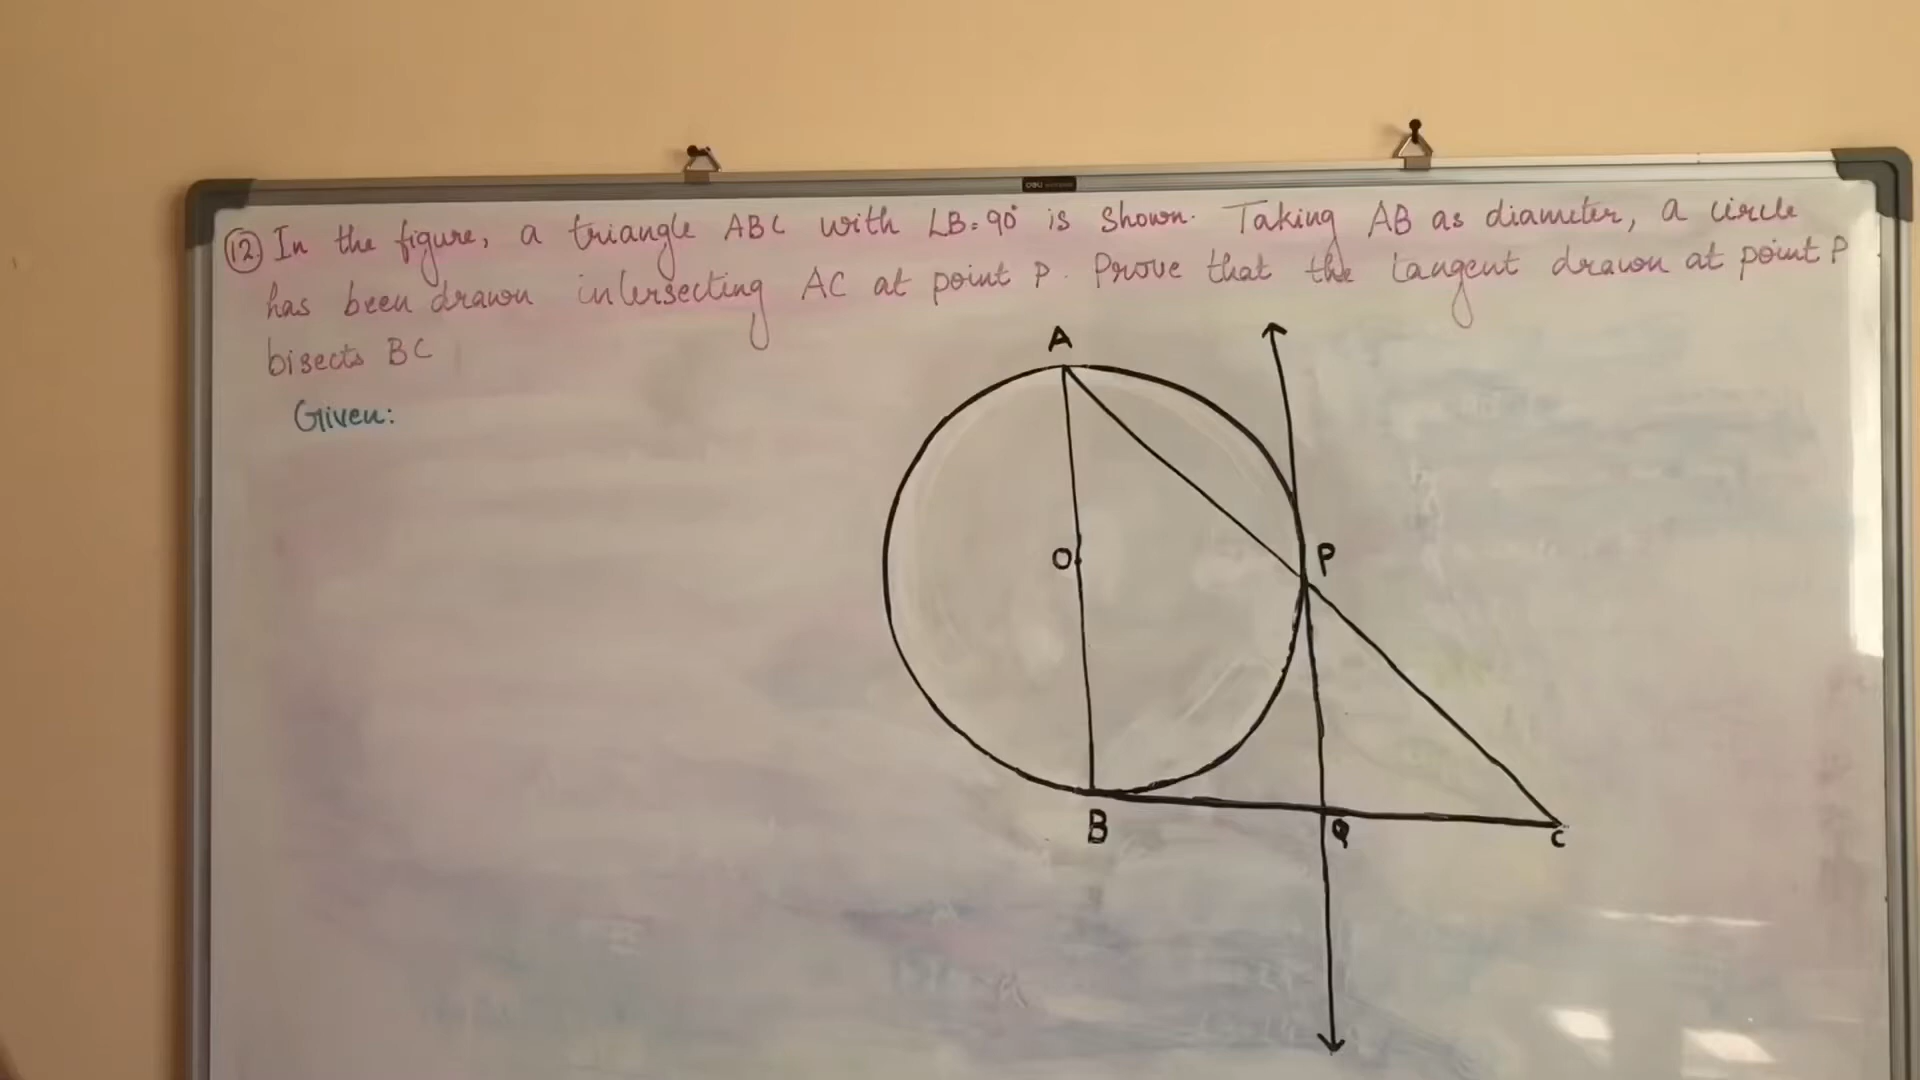 12 In the figure, a triangle ABC with ∠B=90° is shown. Taking AB as diameter, a circle
has been drawn intersecting AC at point P. Prove that the tangent drawn at point P
bisects BC
Given:
A
O
P
B
Q
C
deli